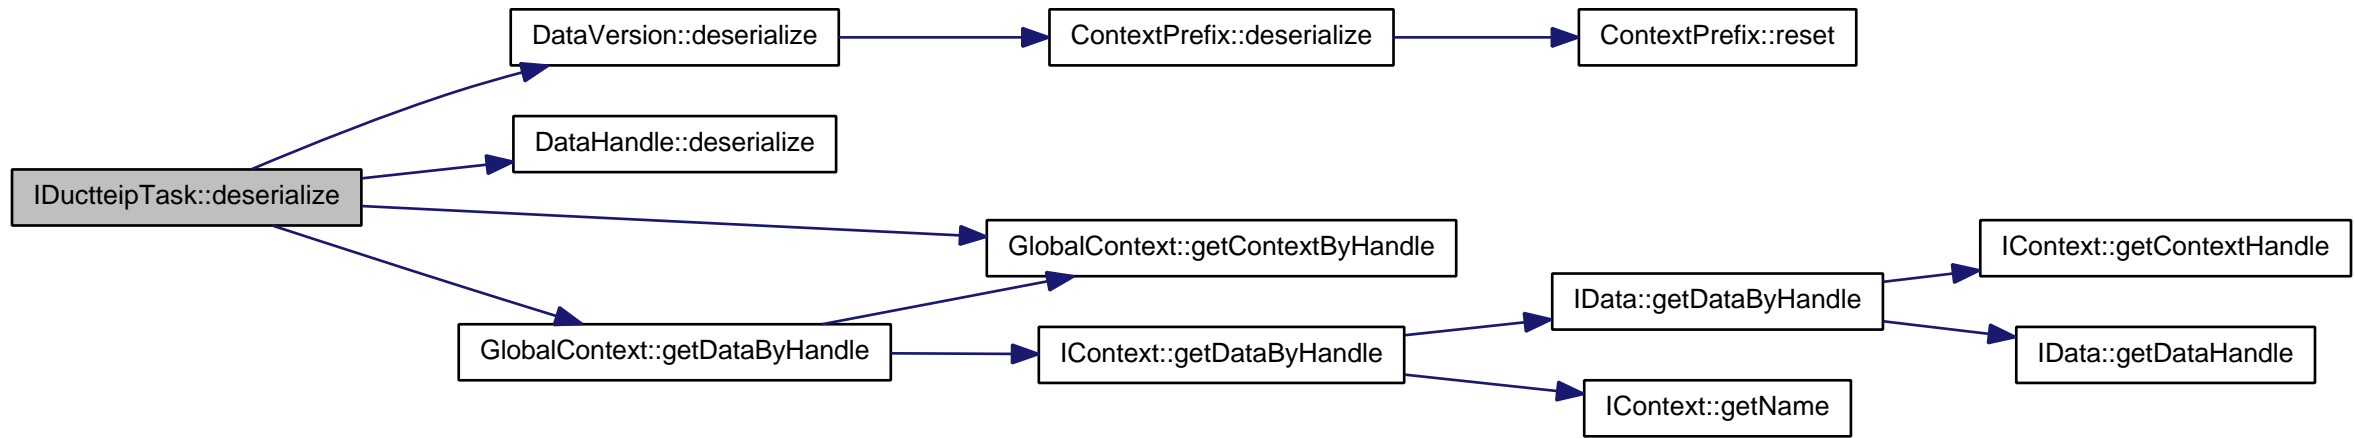 DataVersion::deserialize
ContextPrefix::deserialize
ContextPrefix::reset
DataHandle::deserialize
IDuctteipTask::deserialize
GlobalContext::getContextByHandle
IContext::getContextHandle
IData::getDataByHandle
GlobalContext::getDataByHandle
IContext::getDataByHandle
IData::getDataHandle
IContext::getName